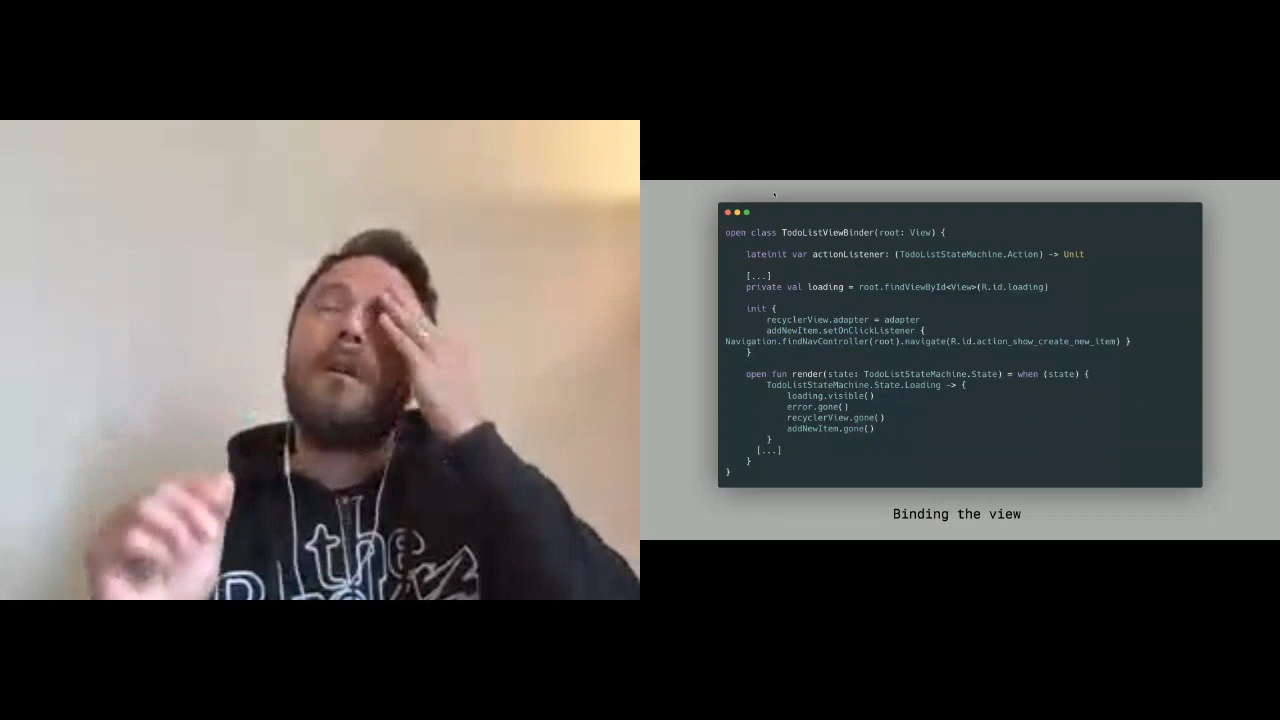 the
open class TodoListViewBinder(root: View) {
lateinit var actionListener: (TodoListStateMachine.Action) -> Unit
[...]
private val loading = root.findViewById<View>(R.id.loading)
init {
recyclerView.adapter = adapter
addNewItem.setOnClickListener {
Navigation.findNavController(root).navigate(R.id.action_show_create_new_item) }
}
open fun render(state: TodoListStateMachine.State) = when (state) {
TodoListStateMachine.State.Loading -> {
loading.visible()
error.gone()
recyclerView.gone()
addNewItem.gone()
}
[...]
}
}
Binding the view